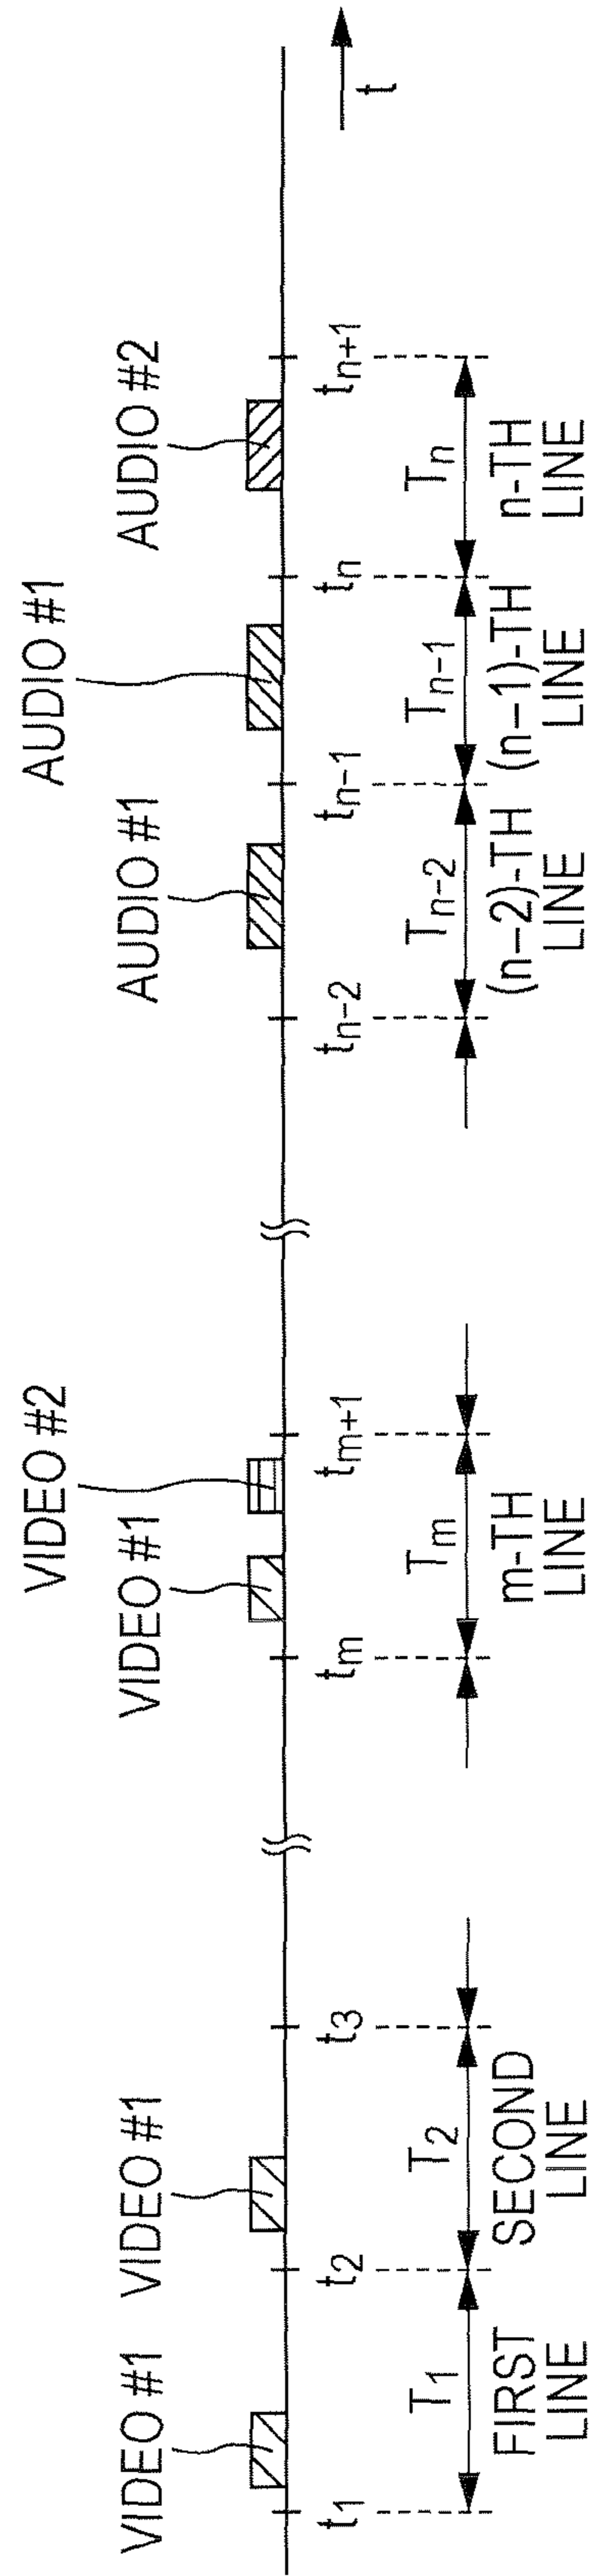 VIDEO #1
VIDEO #1
VIDEO #1
VIDEO #2
AUDIO #1
AUDIO #1
AUDIO #2
t1
t2
t3
tm
tm+1
tn−2
tn−1
tn
tn+1
t
T1
T2
Tm
Tn−2
Tn−1
Tn
FIRST
LINE
SECOND
LINE
m-TH
LINE
(n−2)-TH
LINE
(n−1)-TH
LINE
n-TH
LINE